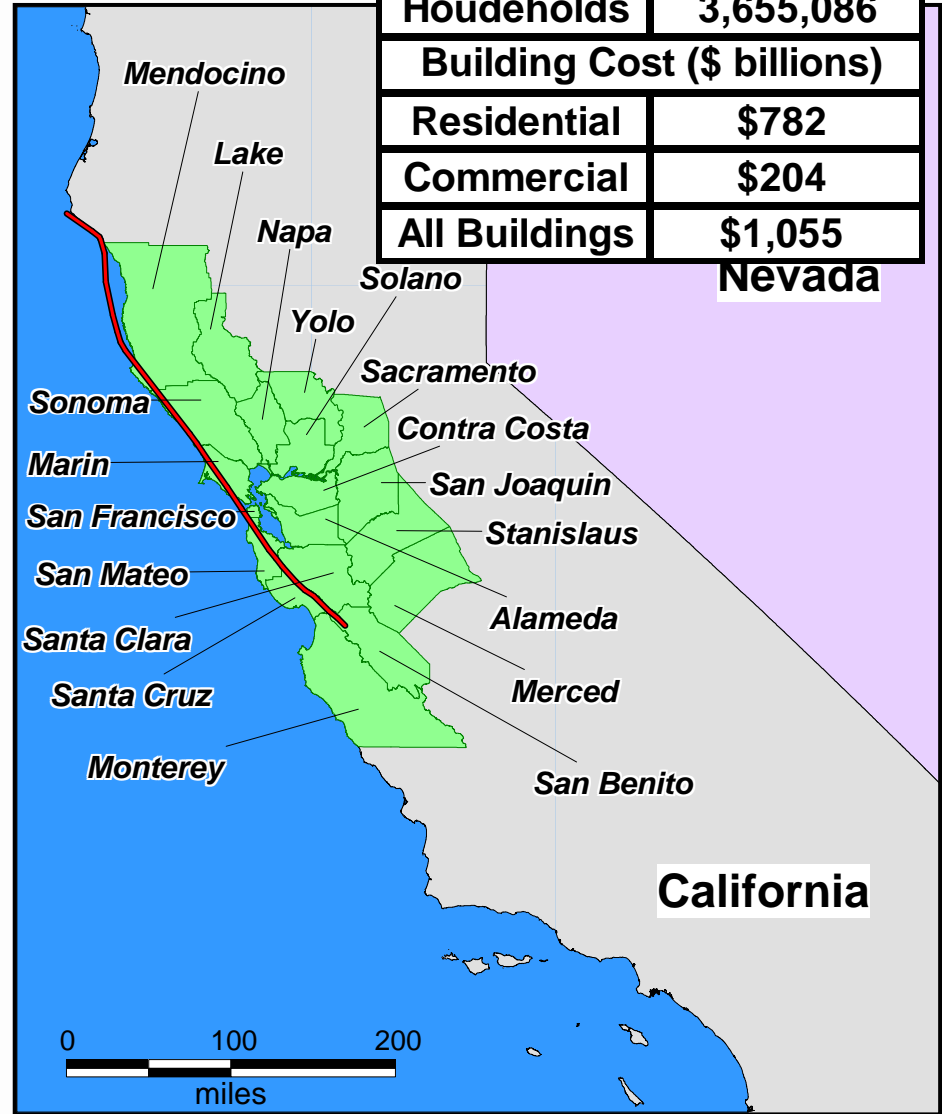 Houdeholds 3,655,086
Building Cost ($ billions)
Residential $782
Commercial $204
All Buildings $1,055
Mendocino
Lake
Napa
Solano
Nevada
Yolo
Sacramento
Sonoma
Contra Costa
Marin
San Joaquin
San Francisco
Stanislaus
San Mateo
Alameda
Santa Clara
Santa Cruz
Merced
Monterey
San Benito
California
0 100 200
miles